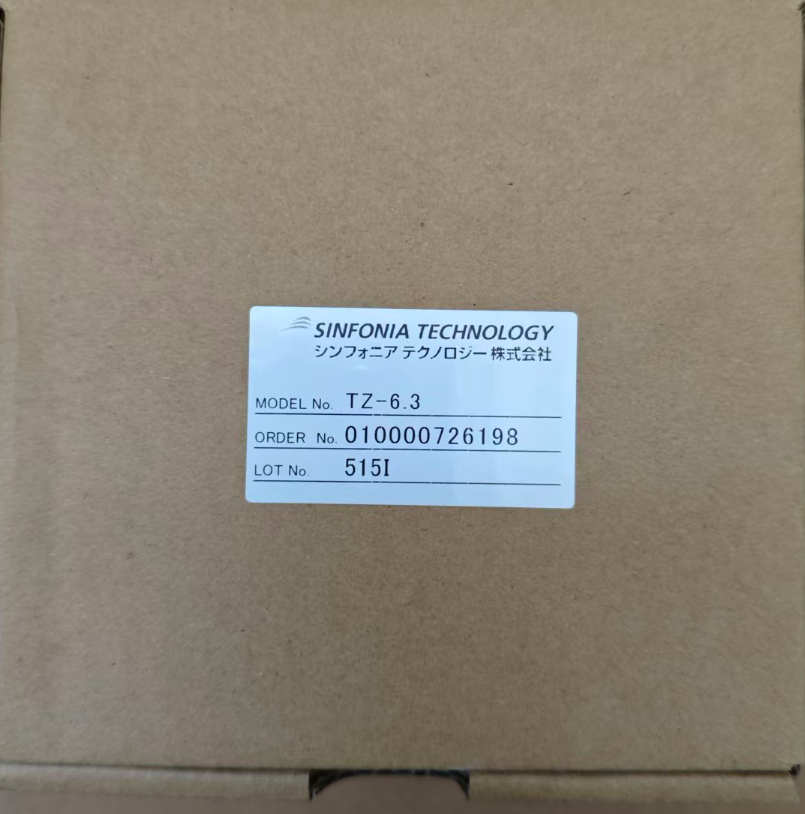 SINFONIA TECHNOLOGY
シンフォニア テクノロジー 株式会社
MODEL No. TZ-6.3
ORDER No. 010000726198
LOT No. 515I